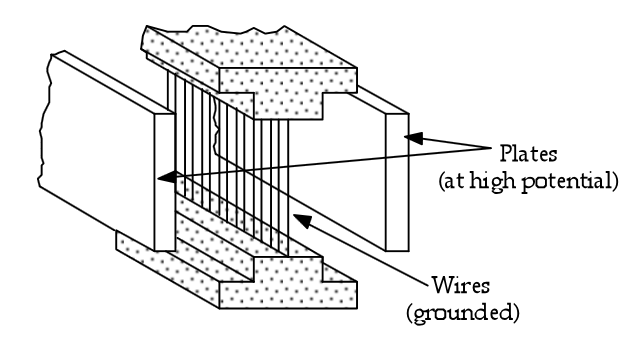 Plates
(at high potential)
Wires
(grounded)